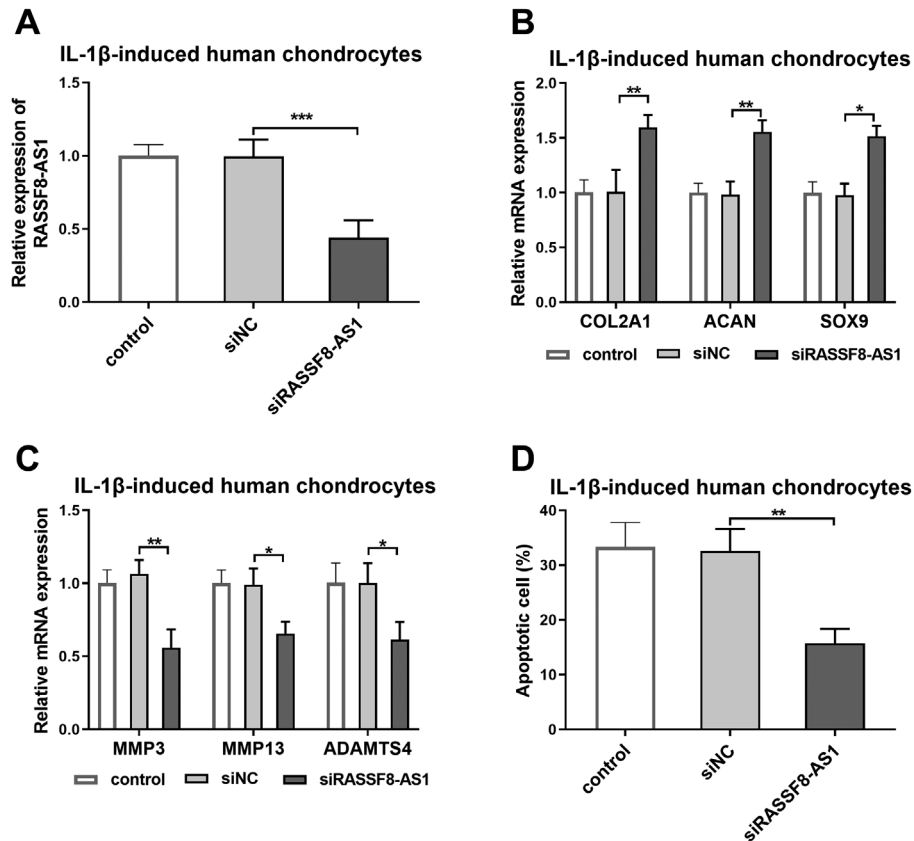 A
IL-1β-induced human chondrocytes
Relative expression of
RASSF8-AS1
1.5
1.0
0.5
0.0
***
control
siNC
siRASSF8-AS1
B
IL-1β-induced human chondrocytes
Relative mRNA expression
2.0
1.5
1.0
0.5
0.0
**
**
*
COL2A1 ACAN SOX9
control siNC siRASSF8-AS1
C
IL-1β-induced human chondrocytes
Relative mRNA expression
1.5
1.0
0.5
0.0
**
*
*
MMP3 MMP13 ADAMTS4
control siNC siRASSF8-AS1
D
IL-1β-induced human chondrocytes
Apoptotic cell (%)
40
30
20
10
0
**
control
siNC
siRASSF8-AS1